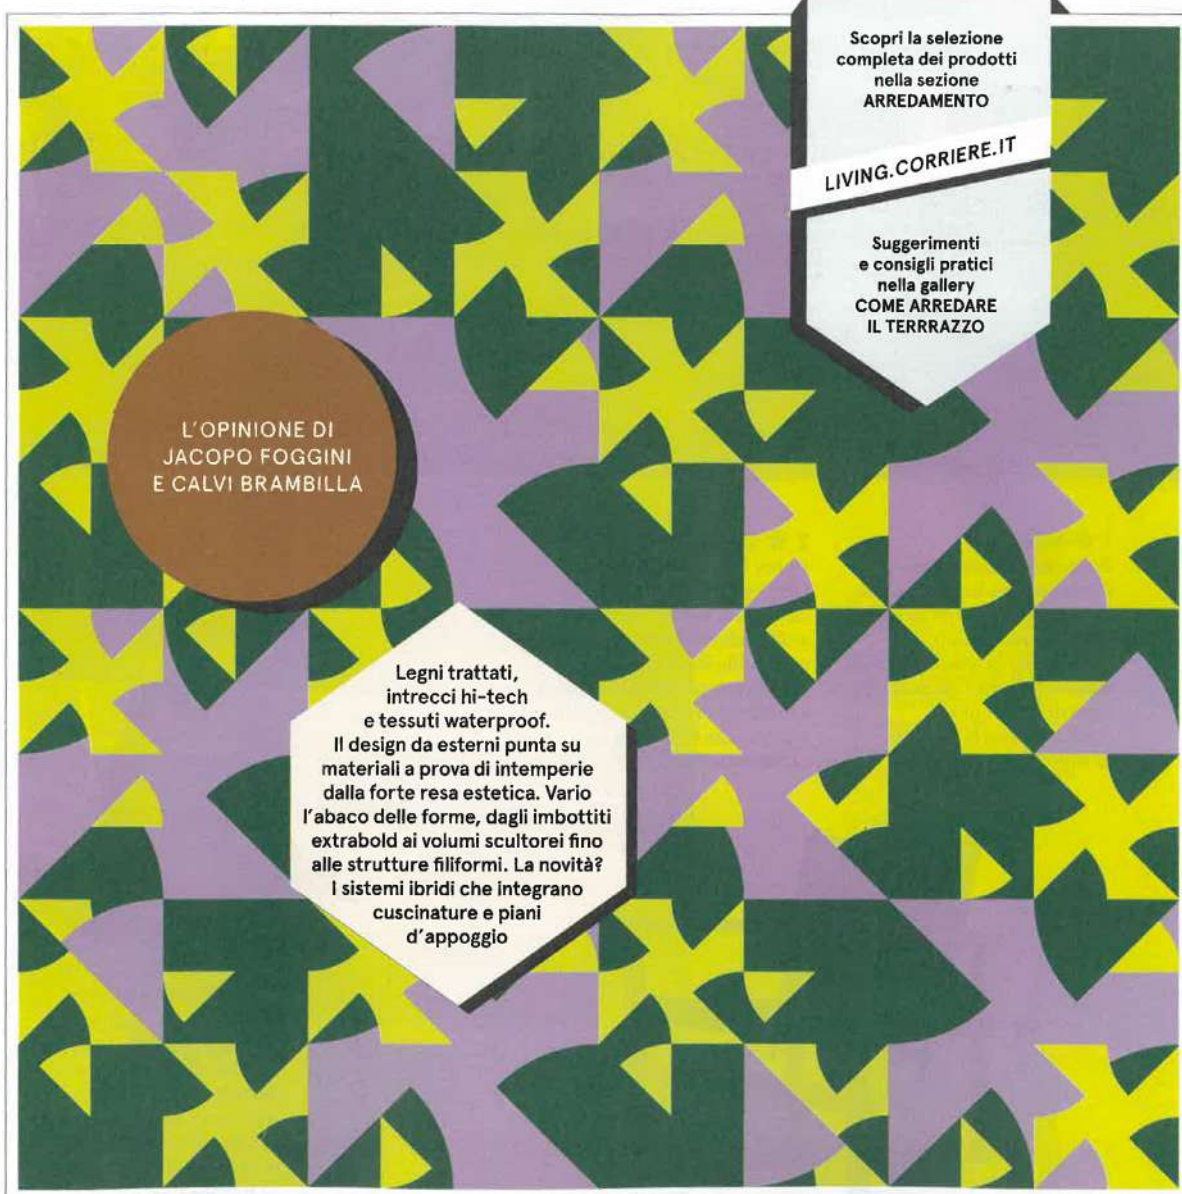 Scopri la selezione
completa dei prodotti
nella sezione
ARREDAMENTO
LIVING.CORRIERE.IT
Suggerimenti
e consigli pratici
nella gallery
COME ARREDARE
IL TERRRAZZO
L'OPINIONE DI
JACOPO FOGGINI
E CALVI BRAMBILLA
Legni trattati,
intrecci hi-tech
e tessuti waterproof.
Il design da esterni punta su
materiali a prova di intemperie
dalla forte resa estetica. Vario
l'abaco delle forme, dagli imbottiti
extrabold ai volumi scultorei fino
alle strutture filiformi. La novità?
I sistemi ibridi che integrano
cuscinature e piani
d'appoggio